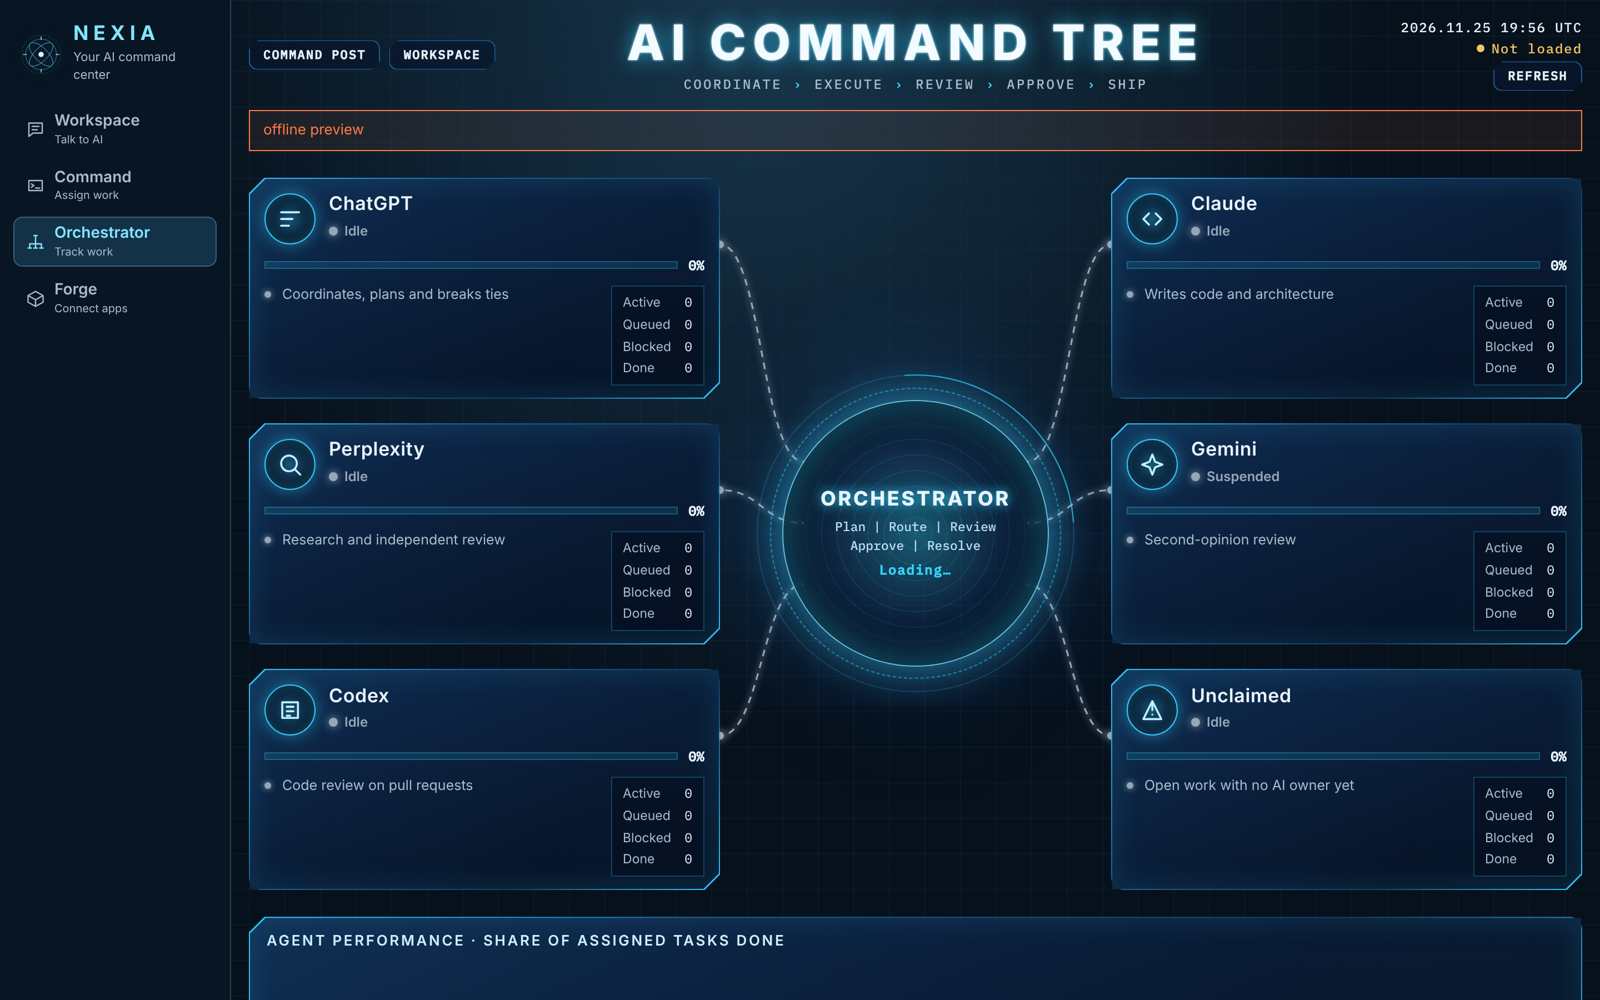 NEXIA
Your AI command
center
Workspace
Talk to AI
Command
Assign work
Orchestrator
Track work
Forge
Connect apps
COMMAND POST
WORKSPACE
AI COMMAND TREE
COORDINATE › EXECUTE › REVIEW › APPROVE › SHIP
2026.11.25 19:56 UTC
Not loaded
REFRESH
offline preview
ChatGPT
Idle
0%
Coordinates, plans and breaks ties
Active 0
Queued 0
Blocked 0
Done 0
Claude
Idle
0%
Writes code and architecture
Active 0
Queued 0
Blocked 0
Done 0
Perplexity
Idle
0%
Research and independent review
Active 0
Queued 0
Blocked 0
Done 0
ORCHESTRATOR
Plan | Route | Review
Approve | Resolve
Loading…
Gemini
Suspended
0%
Second-opinion review
Active 0
Queued 0
Blocked 0
Done 0
Codex
Idle
0%
Code review on pull requests
Active 0
Queued 0
Blocked 0
Done 0
Unclaimed
Idle
0%
Open work with no AI owner yet
Active 0
Queued 0
Blocked 0
Done 0
AGENT PERFORMANCE · SHARE OF ASSIGNED TASKS DONE